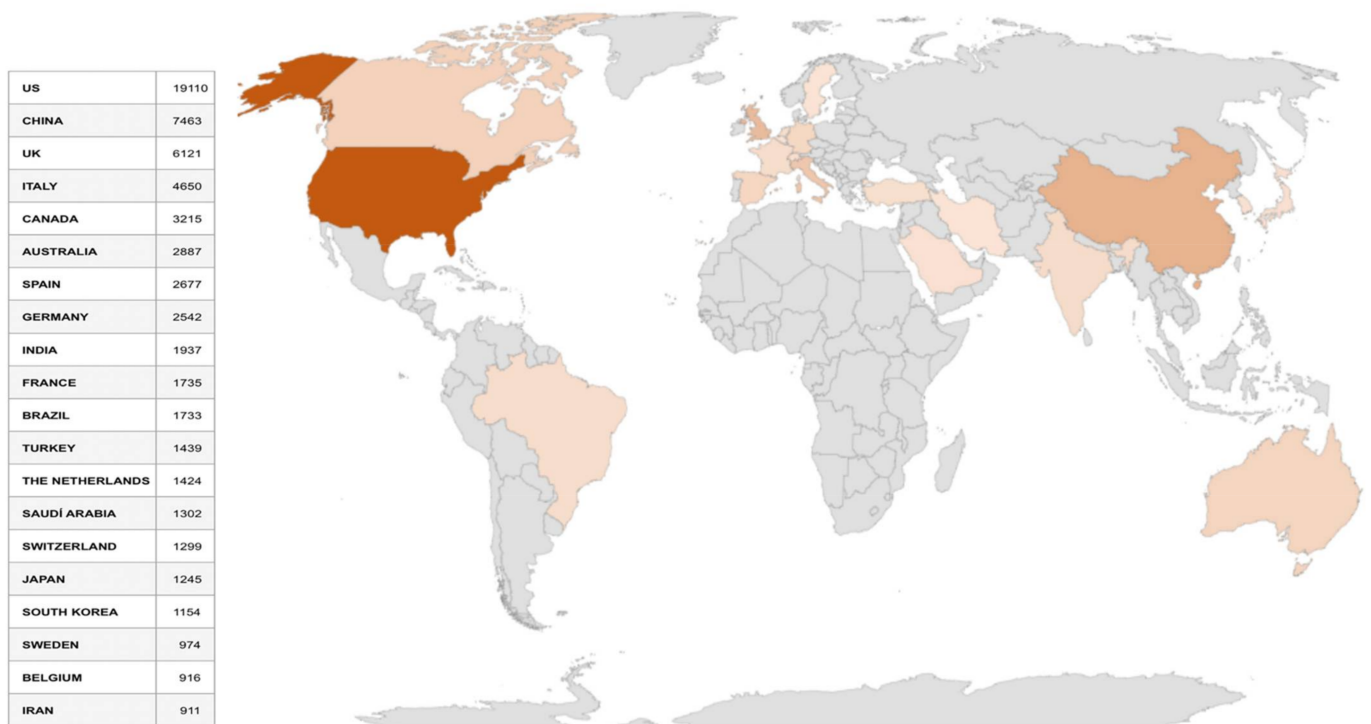 US 19110
CHINA 7463
UK 6121
ITALY 4650
CANADA 3215
AUSTRALIA 2887
SPAIN 2677
GERMANY 2542
INDIA 1937
FRANCE 1735
BRAZIL 1733
TURKEY 1439
THE NETHERLANDS 1424
SAUDÍ ARABIA 1302
SWITZERLAND 1299
JAPAN 1245
SOUTH KOREA 1154
SWEDEN 974
BELGIUM 916
IRAN 911